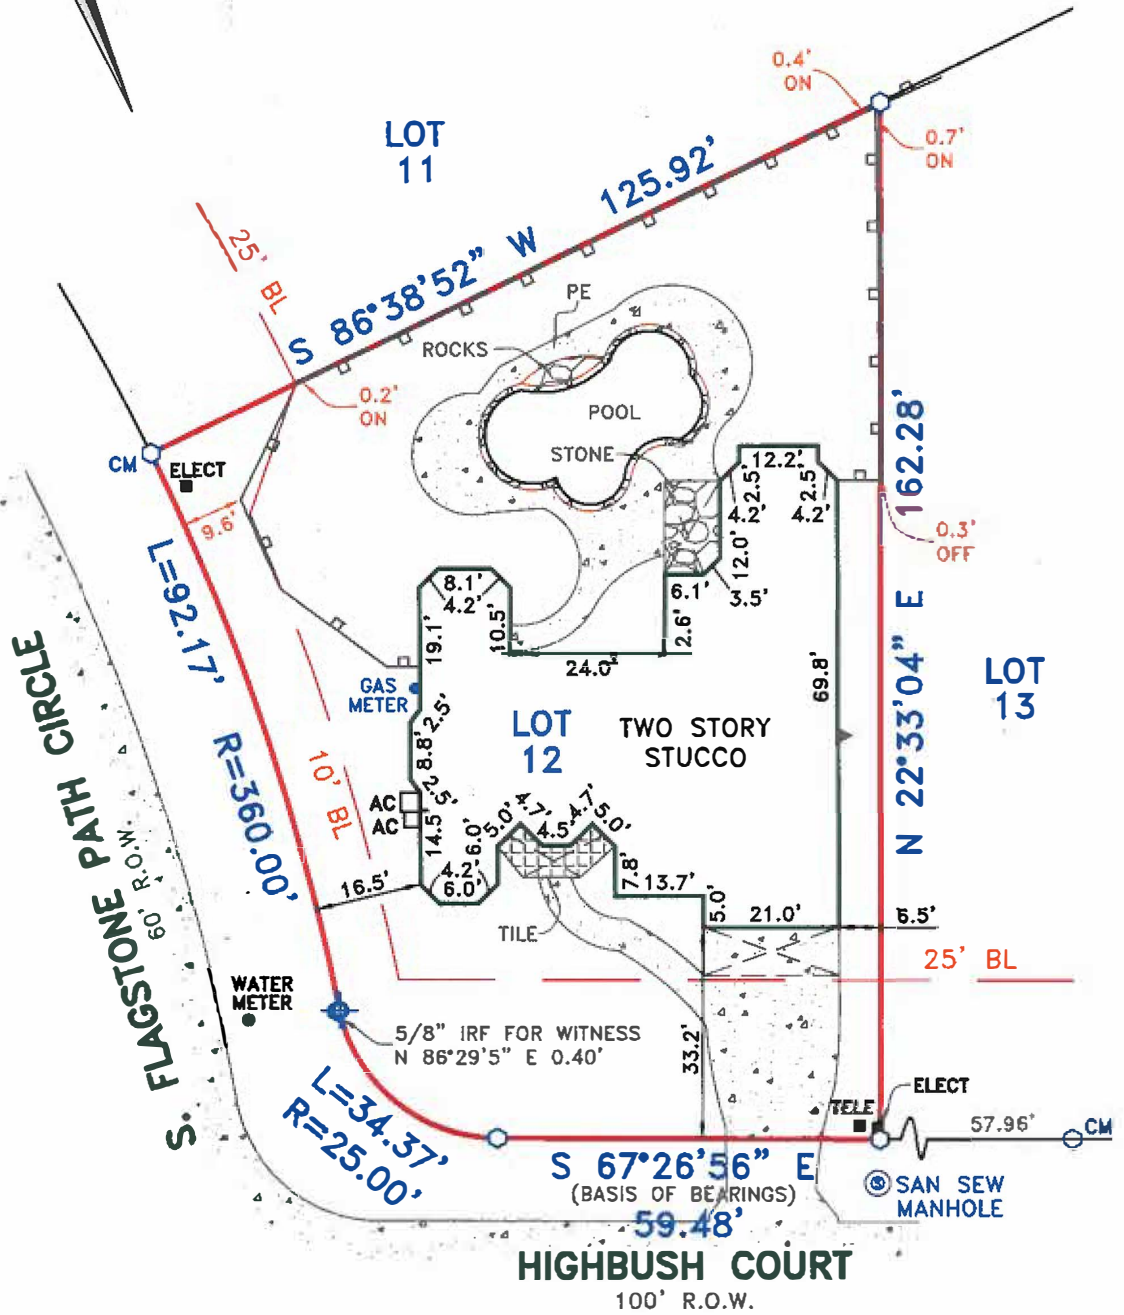 0.4'
ON
LOT
11
0.7'
ON
125.92'
S 86°38'52" W
25' BL
PE
ROCKS
0.2'
ON
POOL
STONE
CM
ELECT
9.6'
12.2'
2.5'
4.2'
2.5'
4.2'
12.0'
162.28'
0.3'
OFF
L=92.17'
8.1'
4.2'
10.5'
19.1'
6.1'
3.5'
2.6'
24.0'
69.8'
N 22°33'04" E
LOT
13
GAS
METER
2.5'
8.8'
2.5'
LOT
12
TWO STORY
STUCCO
S. FLAGSTONE PATH CIRCLE
60' R.O.W.
R=360.00'
10' BL
AC
AC
14.5'
4.2'
6.0'
6.0'
5.0'
4.7'
4.5'
4.7'
5.0'
7.8'
13.7'
5.0'
21.0'
6.5'
16.5'
TILE
25' BL
WATER
METER
5/8" IRF FOR WITNESS
N 86°29'5" E 0.40'
33.2'
L=34.37'
R=25.00'
TELE
ELECT
57.96'
CM
S 67°26'56" E
(BASIS OF BEARINGS)
59.48'
S
SAN SEW
MANHOLE
HIGHBUSH COURT
100' R.O.W.